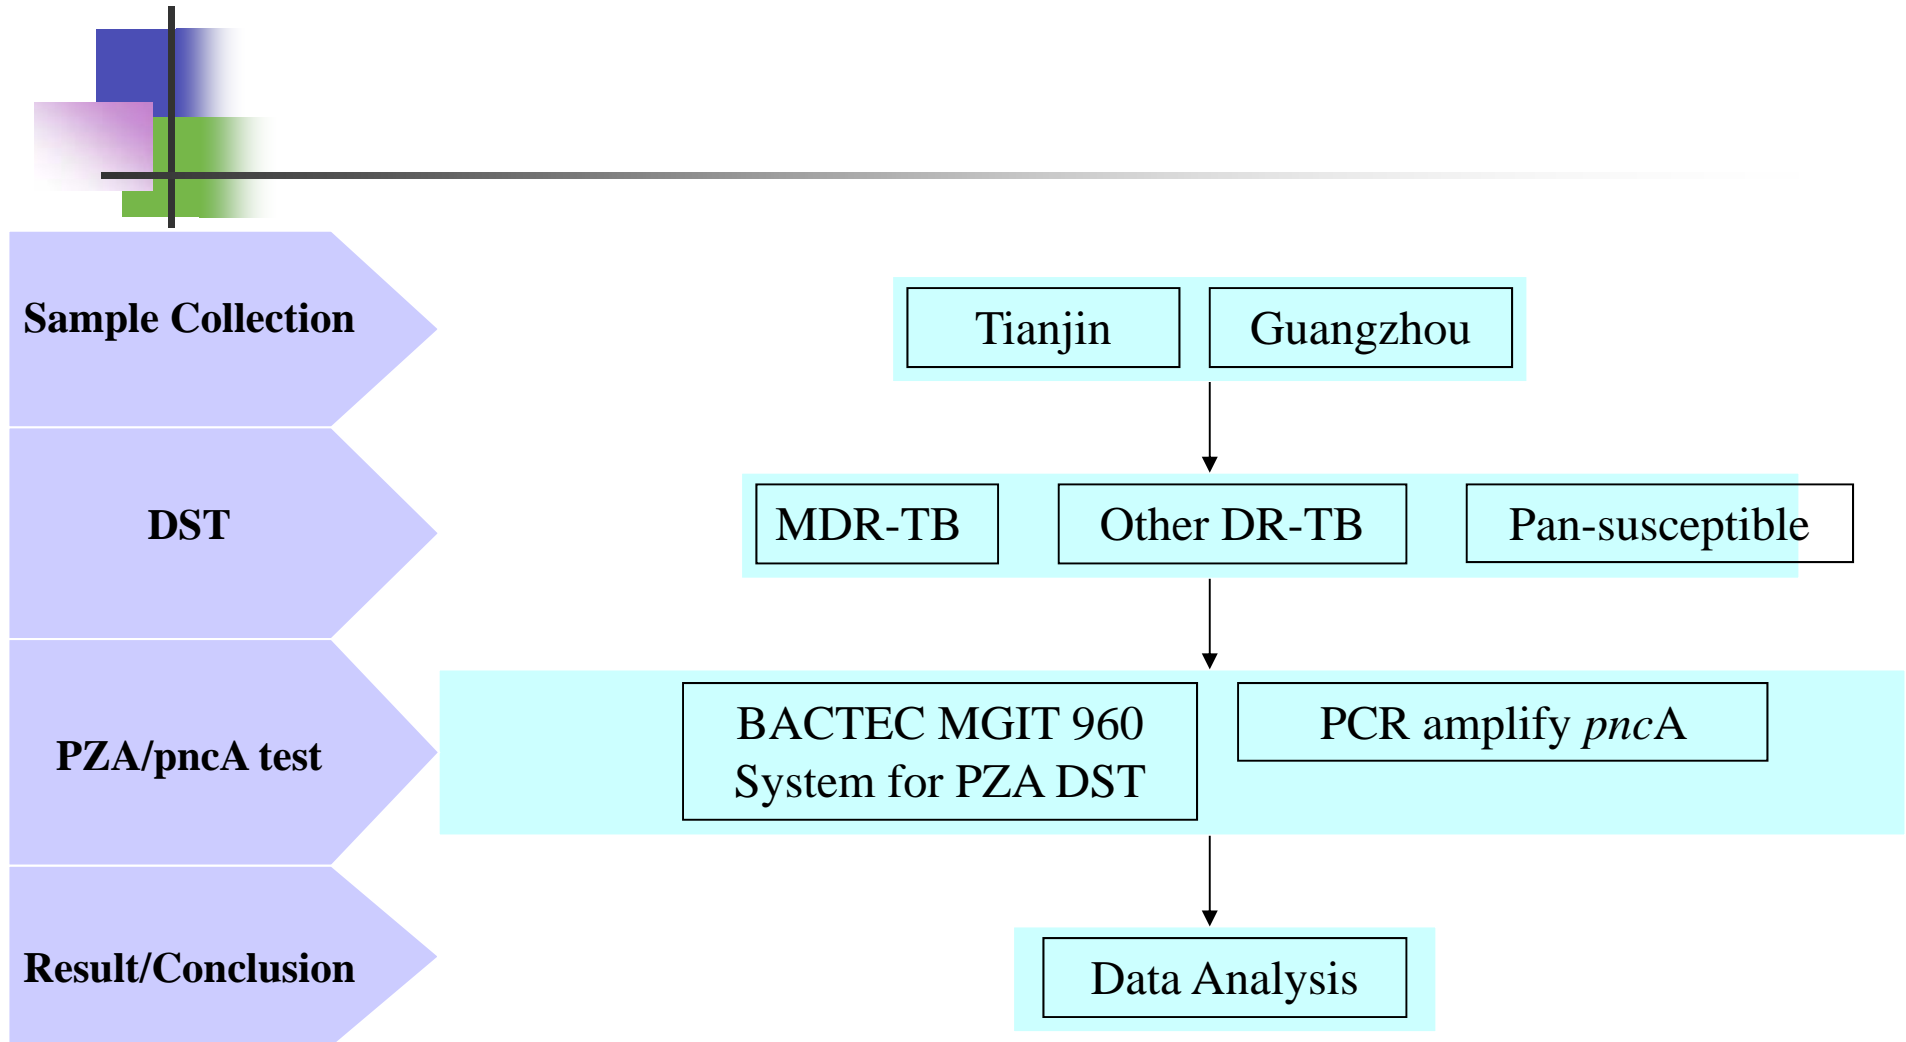 Sample Collection
Tianjin
Guangzhou
DST
MDR-TB
Other DR-TB
Pan-susceptible
PZA/pncA test
BACTEC MGIT 960
System for PZA DST
PCR amplify pncA
Result/Conclusion
Data Analysis